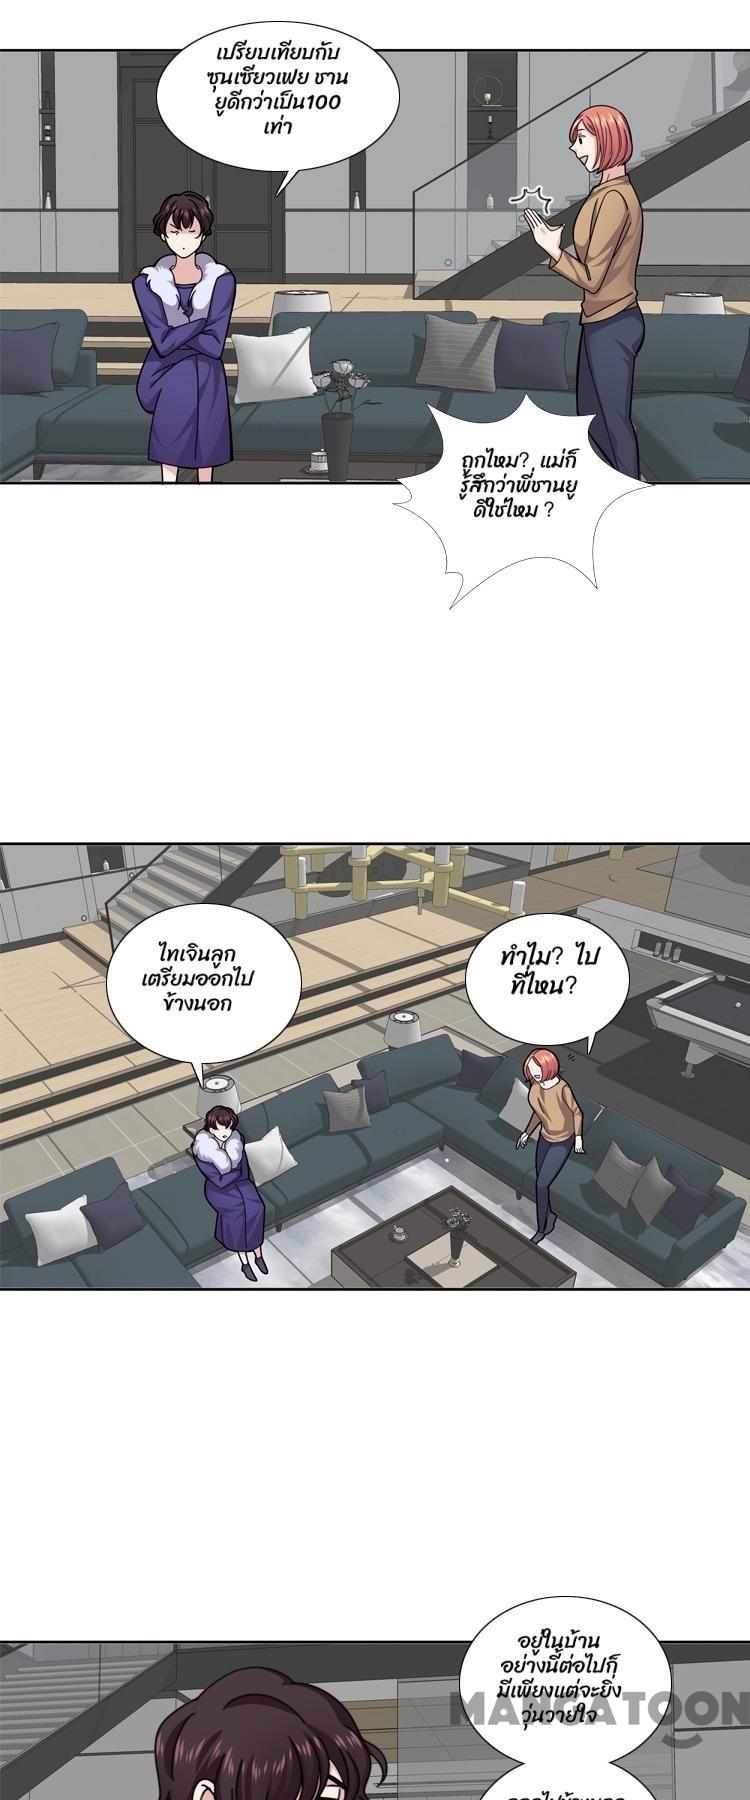 เปรียบเทียบกับ
ซุนเซียวเฟย ชาน
ยูดีกว่าเป็น100
เท่า
ถูกไหม? แม่ก็
รู้สึกว่าพี่ชานยู
ดีใช่ไหม ?
ไทเจินลูก
เตรียมออกไป
ข้างนอก
ทำไม? ไป
ที่ไหน?
อยู่ในบ้าน
อย่างนี้ต่อไปก็
มีเพียงแต่จะยิ่ง
วุ่นวายใจ
MANGATOON